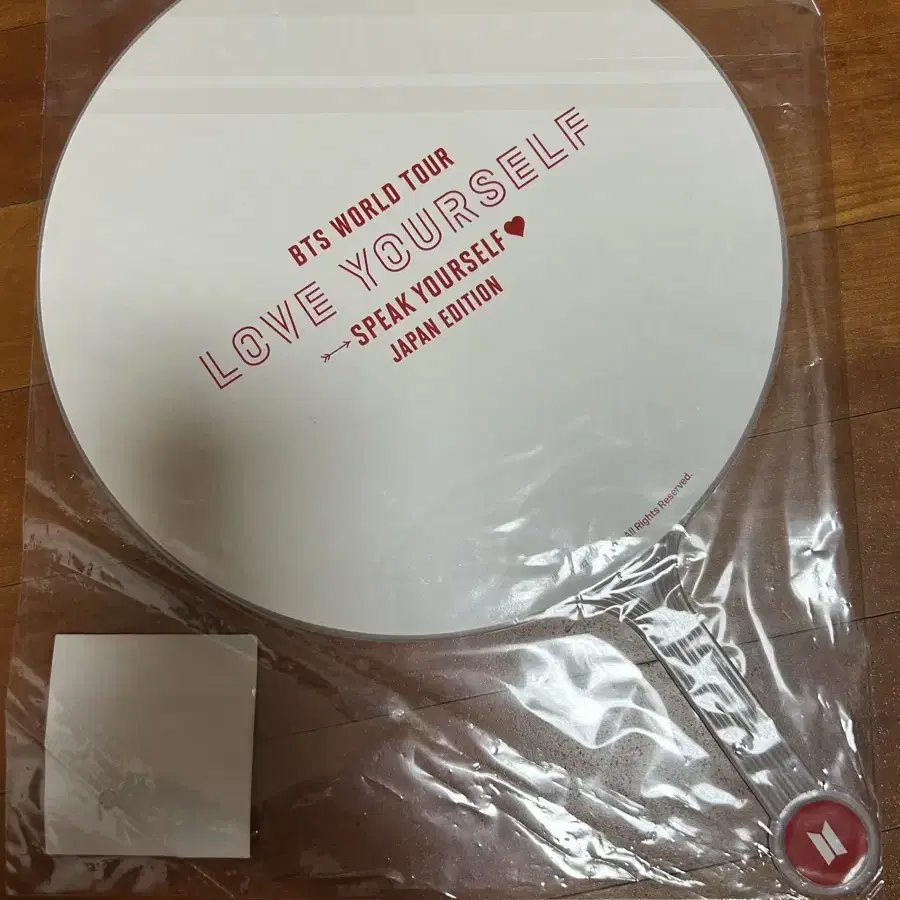 BTS WORLD TOUR
LOVE YOURSELF
SPEAK YOURSELF
JAPAN EDITION
All Rights Reserved.